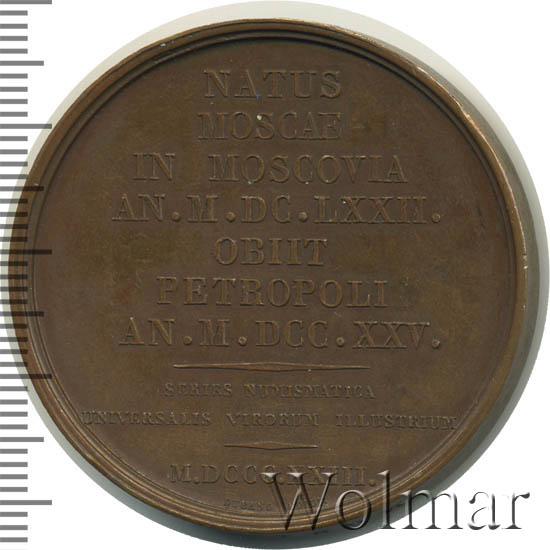 NATUS
MOSCAE
IN MOSCOVIA
AN. M. DC. LXXII.
OBIIT
PETROPOLI
AN. M. DCC. XXV.
SERIES NUMISMATICA
UNIVERSALIS VIRORUM ILLUSTRIUM
M.DCCCXXIII.
DURAND
Wolmar